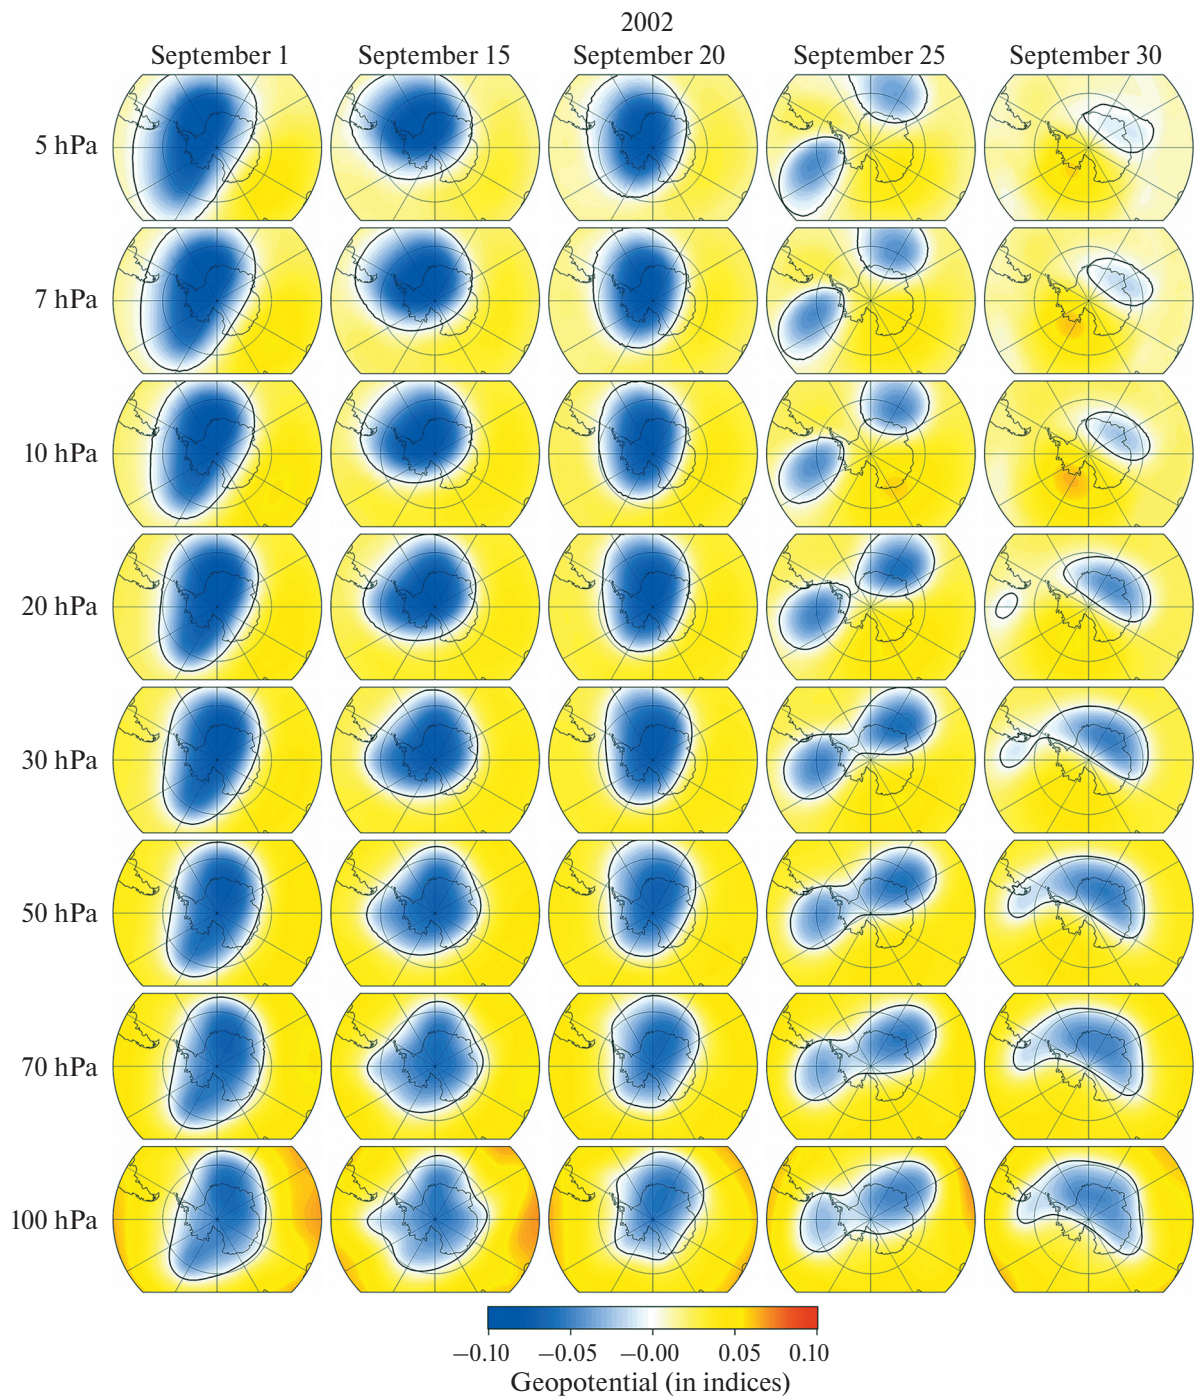 2002
September 1 September 15 September 20 September 25 September 30
5 hPa
7 hPa
10 hPa
20 hPa
30 hPa
50 hPa
70 hPa
100 hPa
−0.10 −0.05 −0.00 0.05 0.10
Geopotential (in indices)